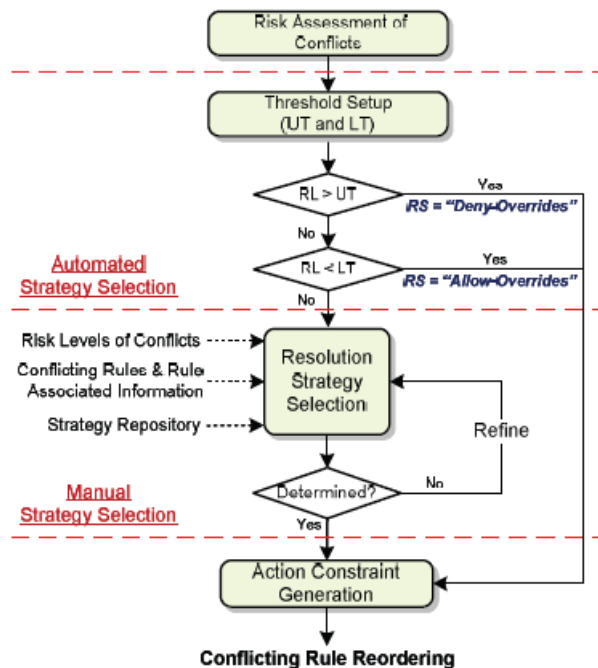 Risk Assessment of
Conflicts
Threshold Setup
(UT and LT)
RL > UT
Yes
RS = "Deny-Overrides"
No
RL < LT
Yes
RS = "Allow-Overrides"
No
Automated
Strategy Selection
Risk Levels of Conflicts
Conflicting Rules & Rule
Associated Information
Strategy Repository
Resolution
Strategy
Selection
Refine
Determined?
No
Yes
Manual
Strategy Selection
Action Constraint
Generation
Conflicting Rule Reordering